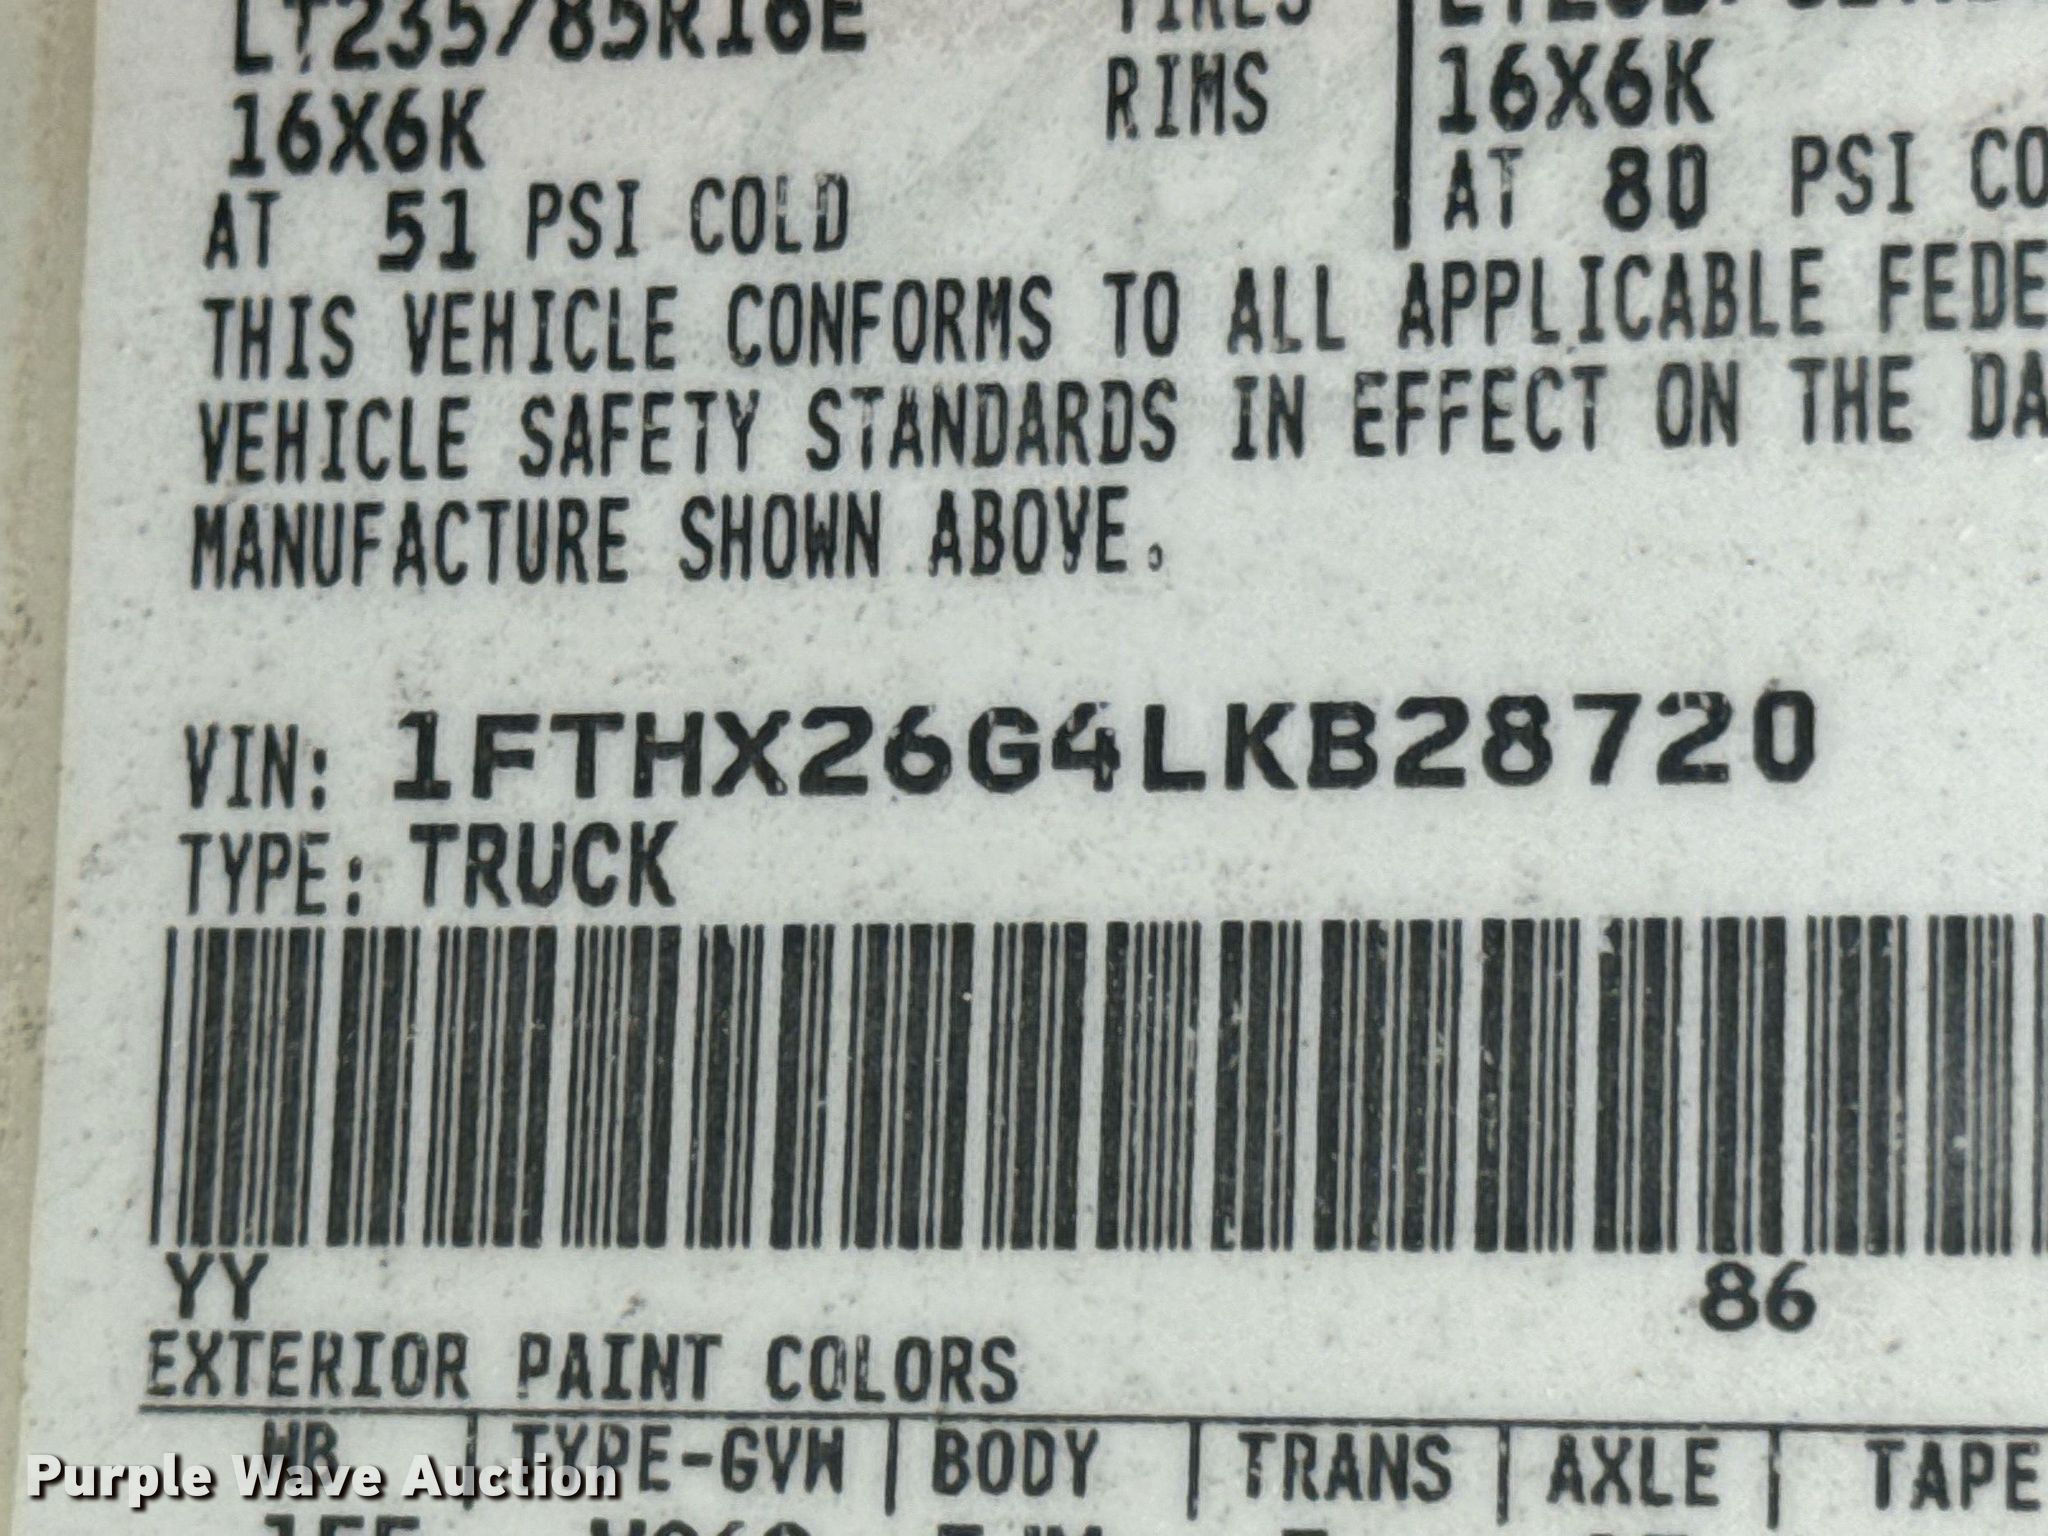 LT235/85R16E TIRES
16X6K RIMS 16X6K
AT 51 PSI COLD AT 80 PSI CO
THIS VEHICLE CONFORMS TO ALL APPLICABLE FEDE
VEHICLE SAFETY STANDARDS IN EFFECT ON THE DA
MANUFACTURE SHOWN ABOVE.
VIN: 1FTHX26G4LKB28720
TYPE: TRUCK
YY 86
EXTERIOR PAINT COLORS
WB TYPE-GVW BODY TRANS AXLE TAPE
Purple Wave Auction